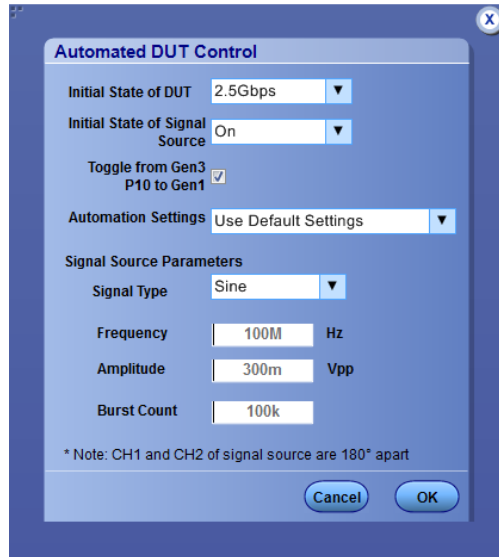 X
Automated DUT Control
Initial State of DUT 2.5Gbps
Initial State of Signal
Source On
Toggle from Gen3
P10 to Gen1
Automation Settings Use Default Settings
Signal Source Parameters
Signal Type Sine
Frequency 100M Hz
Amplitude 300m Vpp
Burst Count 100k
* Note: CH1 and CH2 of signal source are 180° apart
Cancel OK